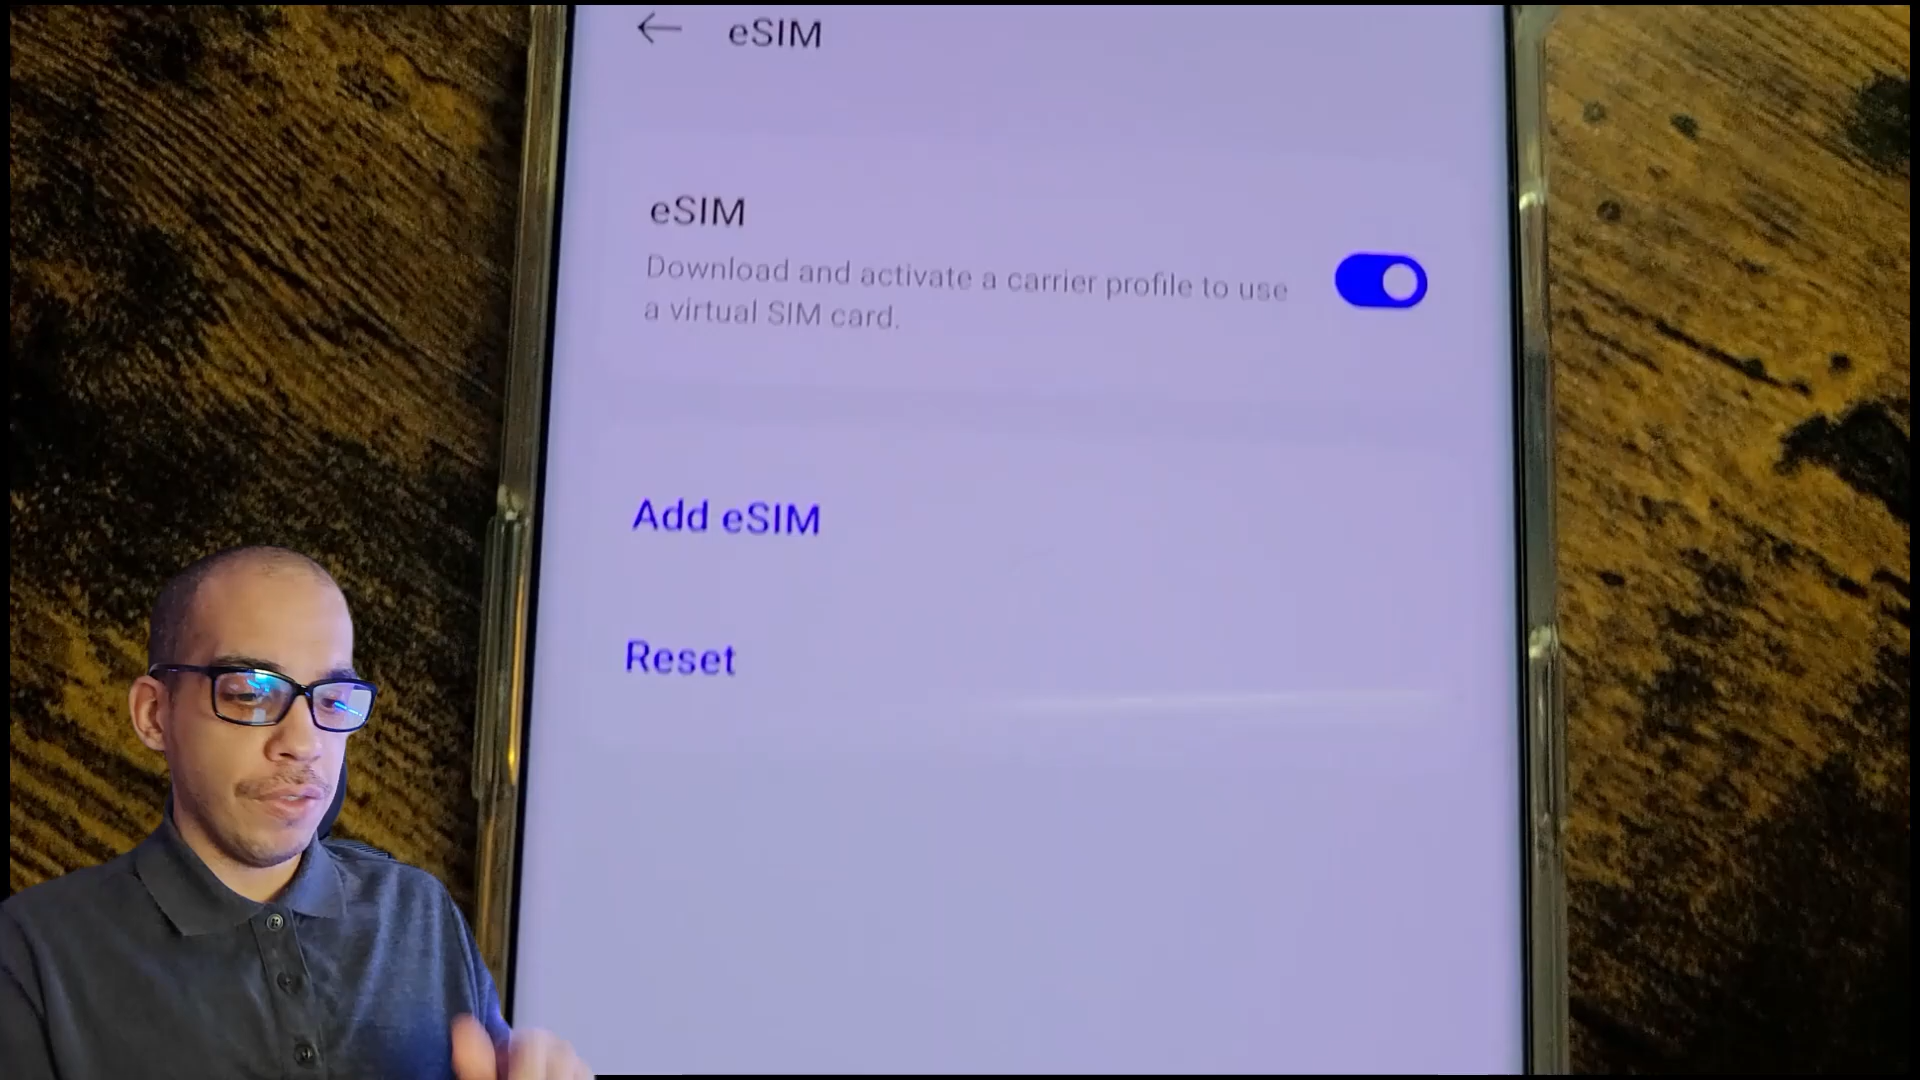 eSIM
eSIM
Download and activate a carrier profile to use
a virtual SIM card.
Add eSIM
Reset